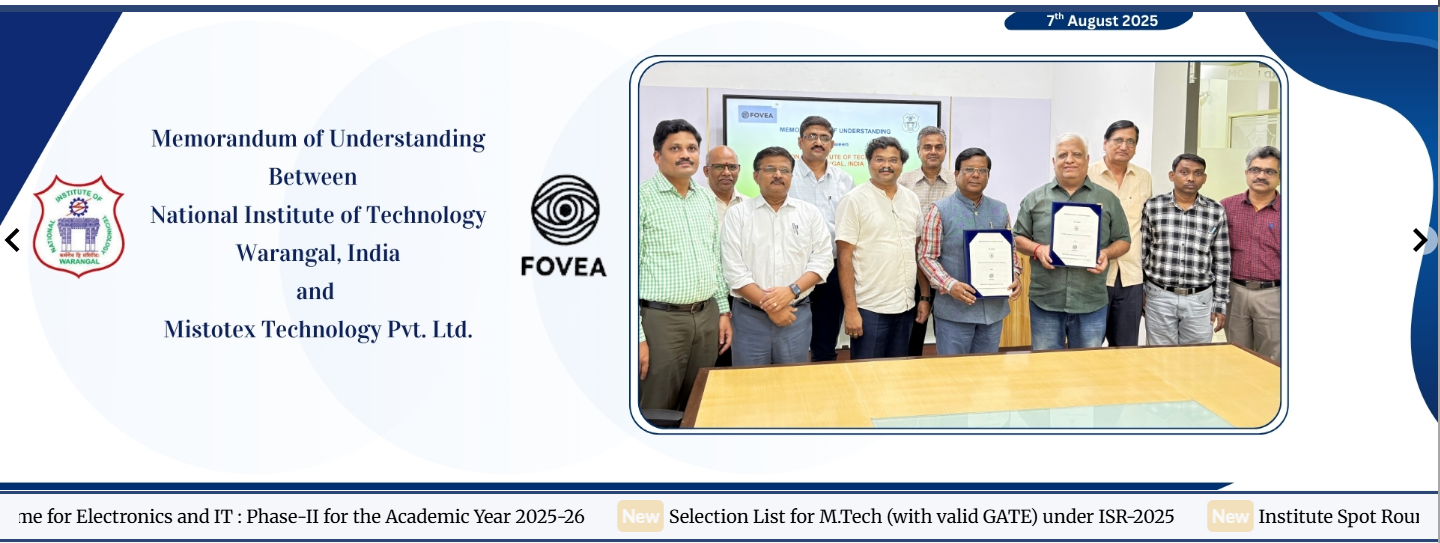 7th August 2025
Memorandum of Understanding
Between
National Institute of Technology
Warangal, India
and
Mistotex Technology Pvt. Ltd.
NATIONAL INSTITUTE OF TECHNOLOGY
WARANGAL
FOVEA
FOVEA
OF UNDERSTANDING
INDIA
me for Electronics and IT : Phase-II for the Academic Year 2025-26
New Selection List for M.Tech (with valid GATE) under ISR-2025
New Institute Spot Roun